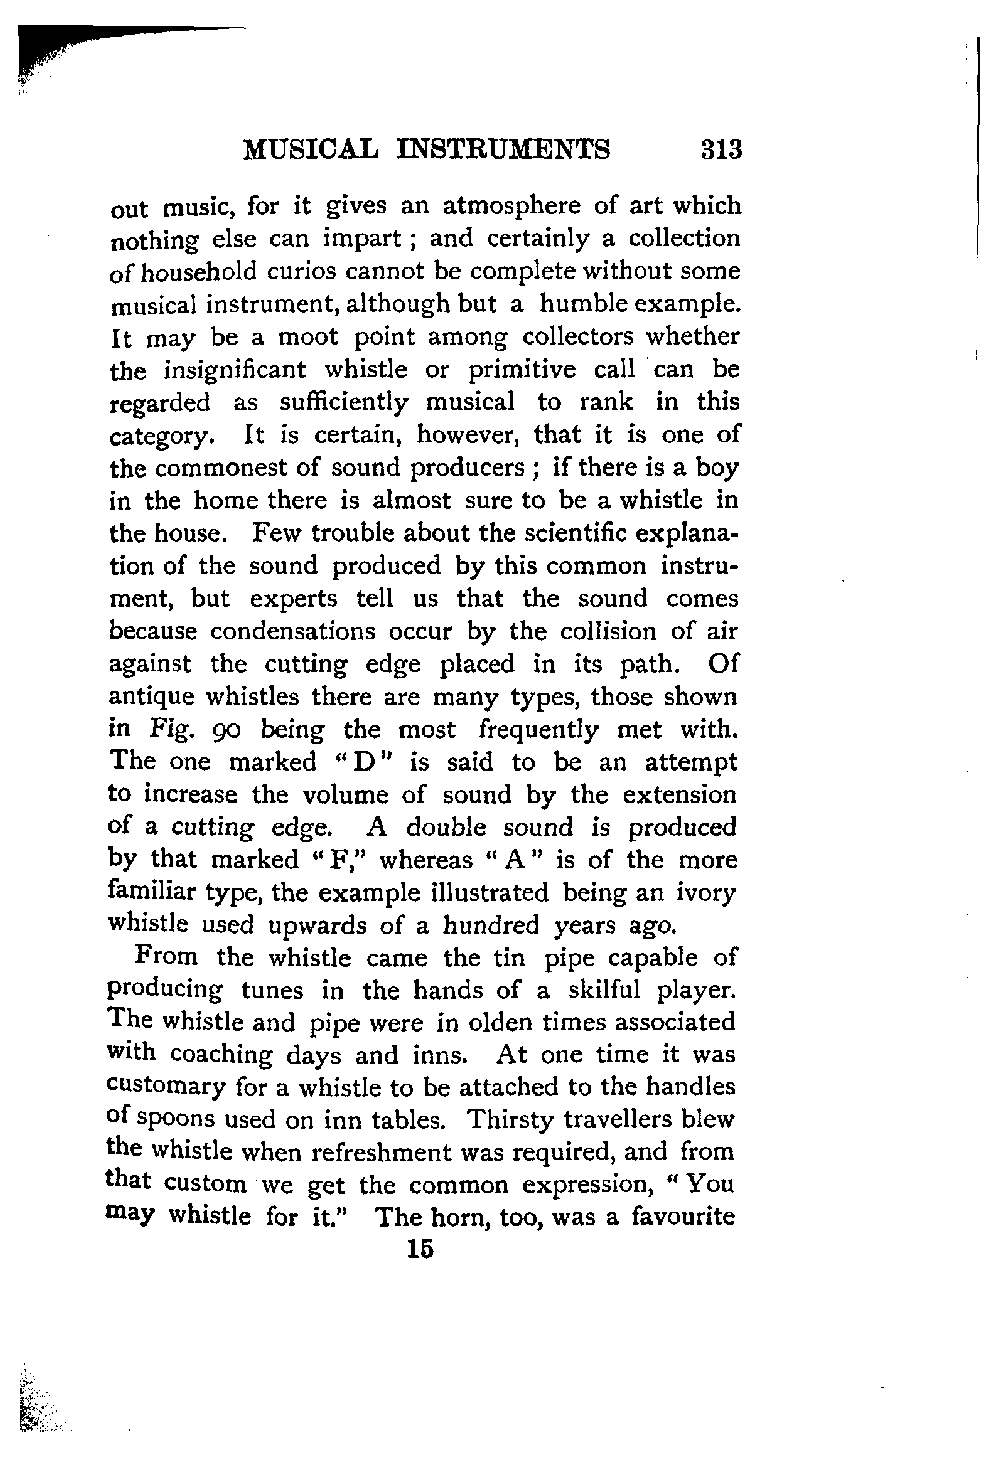 MUSICAL INSTRUMENTS 313
out music, for it gives an atmosphere of art which
nothing else can impart ; and certainly a collection
of household curios cannot be complete without some
musical instrument, although but a humble example.
It may be a moot point among collectors whether
the insignificant whistle or primitive call can be
regarded as sufficiently musical to rank in this
category. It is certain, however, that it is one of
the commonest of sound producers ; if there is a boy
in the home there is almost sure to be a whistle in
the house. Few trouble about the scientific explana-
tion of the sound produced by this common instru-
ment, but experts tell us that the sound comes
because condensations occur by the collision of air
against the cutting edge placed in its path. Of
antique whistles there are many types, those shown
in Fig. 90 being the most frequently met with.
The one marked “ D ” is said to be an attempt
to increase the volume of sound by the extension
of a cutting edge. A double sound is produced
by that marked “ F,” whereas “ A ” is of the more
familiar type, the example illustrated being an ivory
whistle used upwards of a hundred years ago.
From the whistle came the tin pipe capable of
producing tunes in the hands of a skilful player.
The whistle and pipe were in olden times associated
with coaching days and inns. At one time it was
customary for a whistle to be attached to the handles
of spoons used on inn tables. Thirsty travellers blew
the whistle when refreshment was required, and from
that custom we get the common expression, “ You
may whistle for it.” The horn, too, was a favourite
15